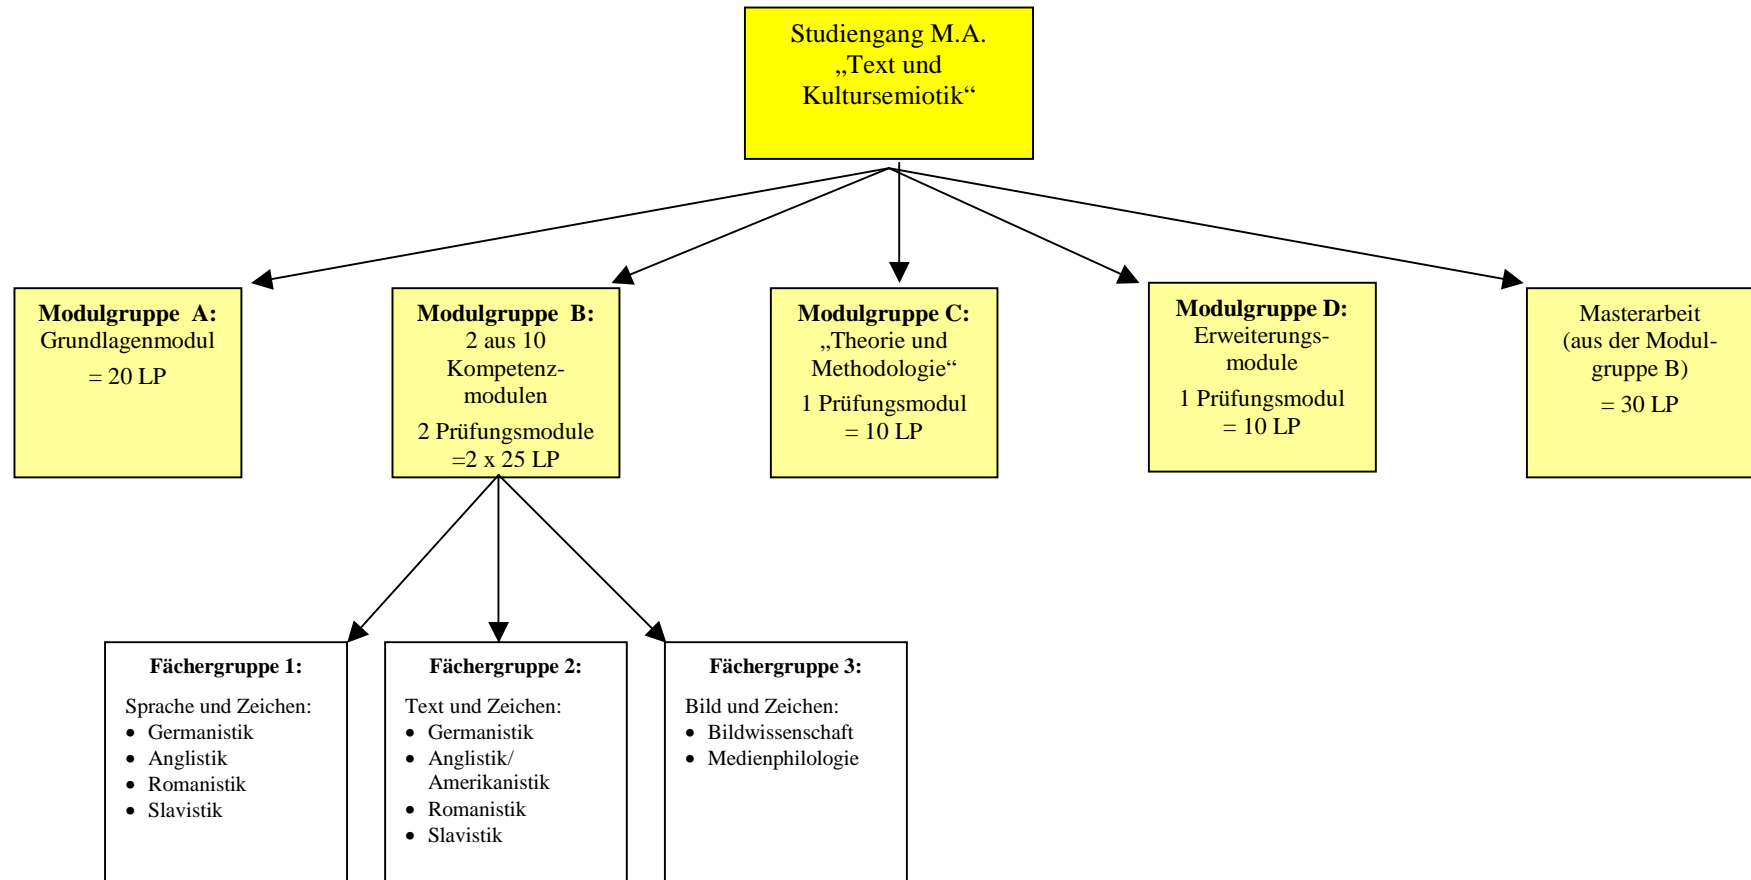 Studiengang M.A.
„Text und
Kultursemiotik“
Modulgruppe A:
Grundlagenmodul
= 20 LP
Modulgruppe B:
2 aus 10
Kompetenz-
modulen
2 Prüfungsmodule
=2 x 25 LP
Modulgruppe C:
„Theorie und
Methodologie“
1 Prüfungsmodul
= 10 LP
Modulgruppe D:
Erweiterungs-
module
1 Prüfungsmodul
= 10 LP
Masterarbeit
(aus der Modul-
gruppe B)
= 30 LP
Fächergruppe 1:
Sprache und Zeichen:
• Germanistik
• Anglistik
• Romanistik
• Slavistik
Fächergruppe 2:
Text und Zeichen:
• Germanistik
• Anglistik/
Amerikanistik
• Romanistik
• Slavistik
Fächergruppe 3:
Bild und Zeichen:
• Bildwissenschaft
• Medienphilologie